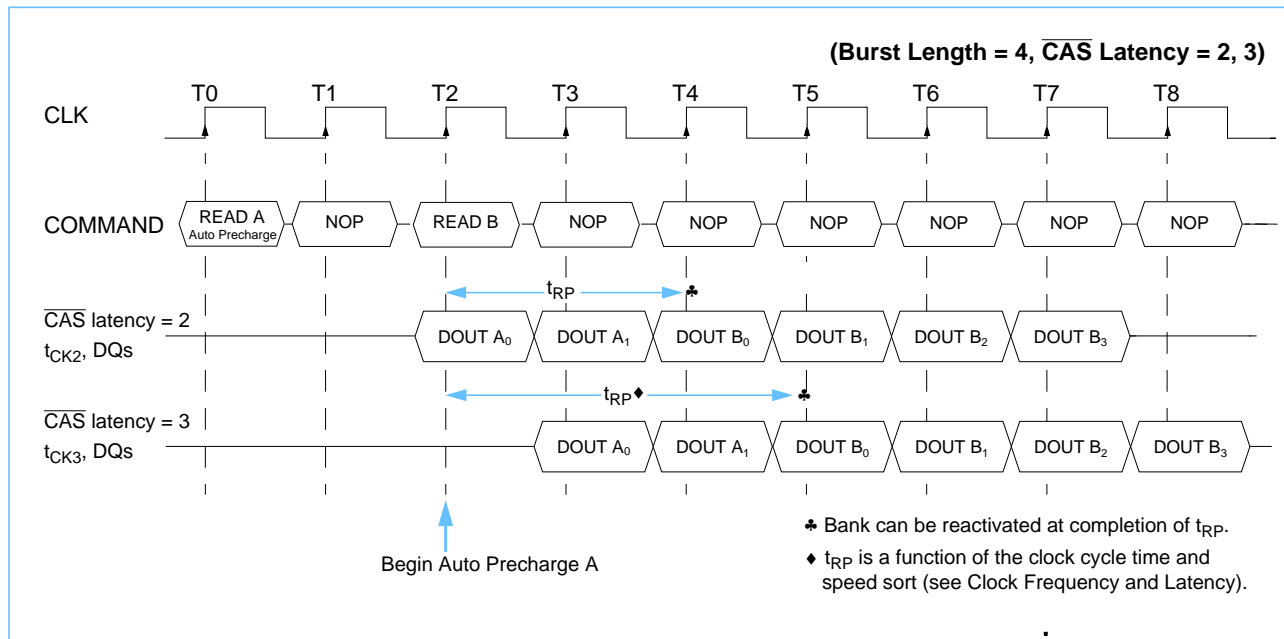 (Burst Length = 4, CAS Latency = 2, 3)
T0 T1 T2 T3 T4 T5 T6 T7 T8
CLK
COMMAND
READ A NOP READ B NOP NOP NOP NOP NOP NOP
Auto Precharge
tRP ♣
CAS latency = 2
tCK2, DQs
DOUT A0 DOUT A1 DOUT B0 DOUT B1 DOUT B2 DOUT B3
tRP♦ ♣
CAS latency = 3
tCK3, DQs
DOUT A0 DOUT A1 DOUT B0 DOUT B1 DOUT B2 DOUT B3
Begin Auto Precharge A
♣ Bank can be reactivated at completion of tRP.
♦ tRP is a function of the clock cycle time and
speed sort (see Clock Frequency and Latency).